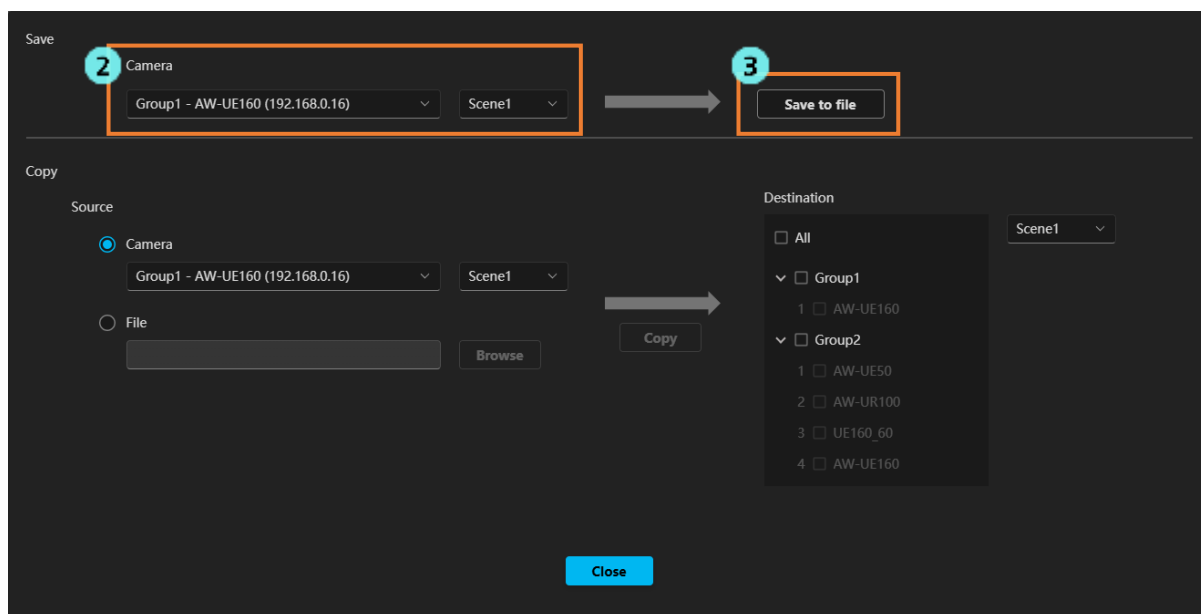 Save
2
Camera
3
Group1 - AW-UE160 (192.168.0.16)
Scene1
Save to file
Copy
Source
Camera
Group1 - AW-UE160 (192.168.0.16)
Scene1
File
Browse
Copy
Destination
All
Scene1
Group1
1 AW-UE160
Group2
1 AW-UE50
2 AW-UR100
3 UE160_60
4 AW-UE160
Close